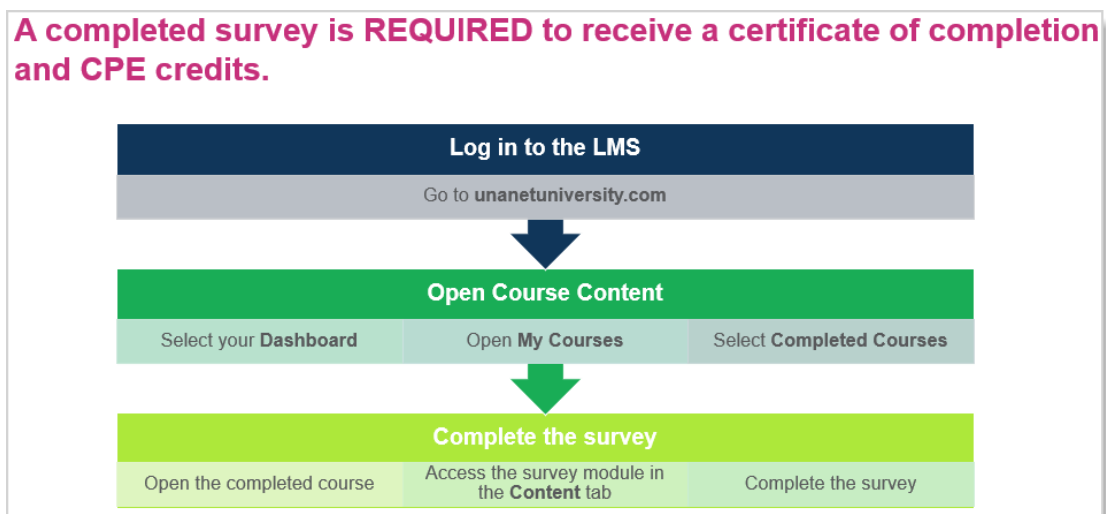 A completed survey is REQUIRED to receive a certificate of completion
and CPE credits.
Log in to the LMS
Go to unanetuniversity.com
Open Course Content
Select your Dashboard
Open My Courses
Select Completed Courses
Complete the survey
Open the completed course
Access the survey module in
the Content tab
Complete the survey